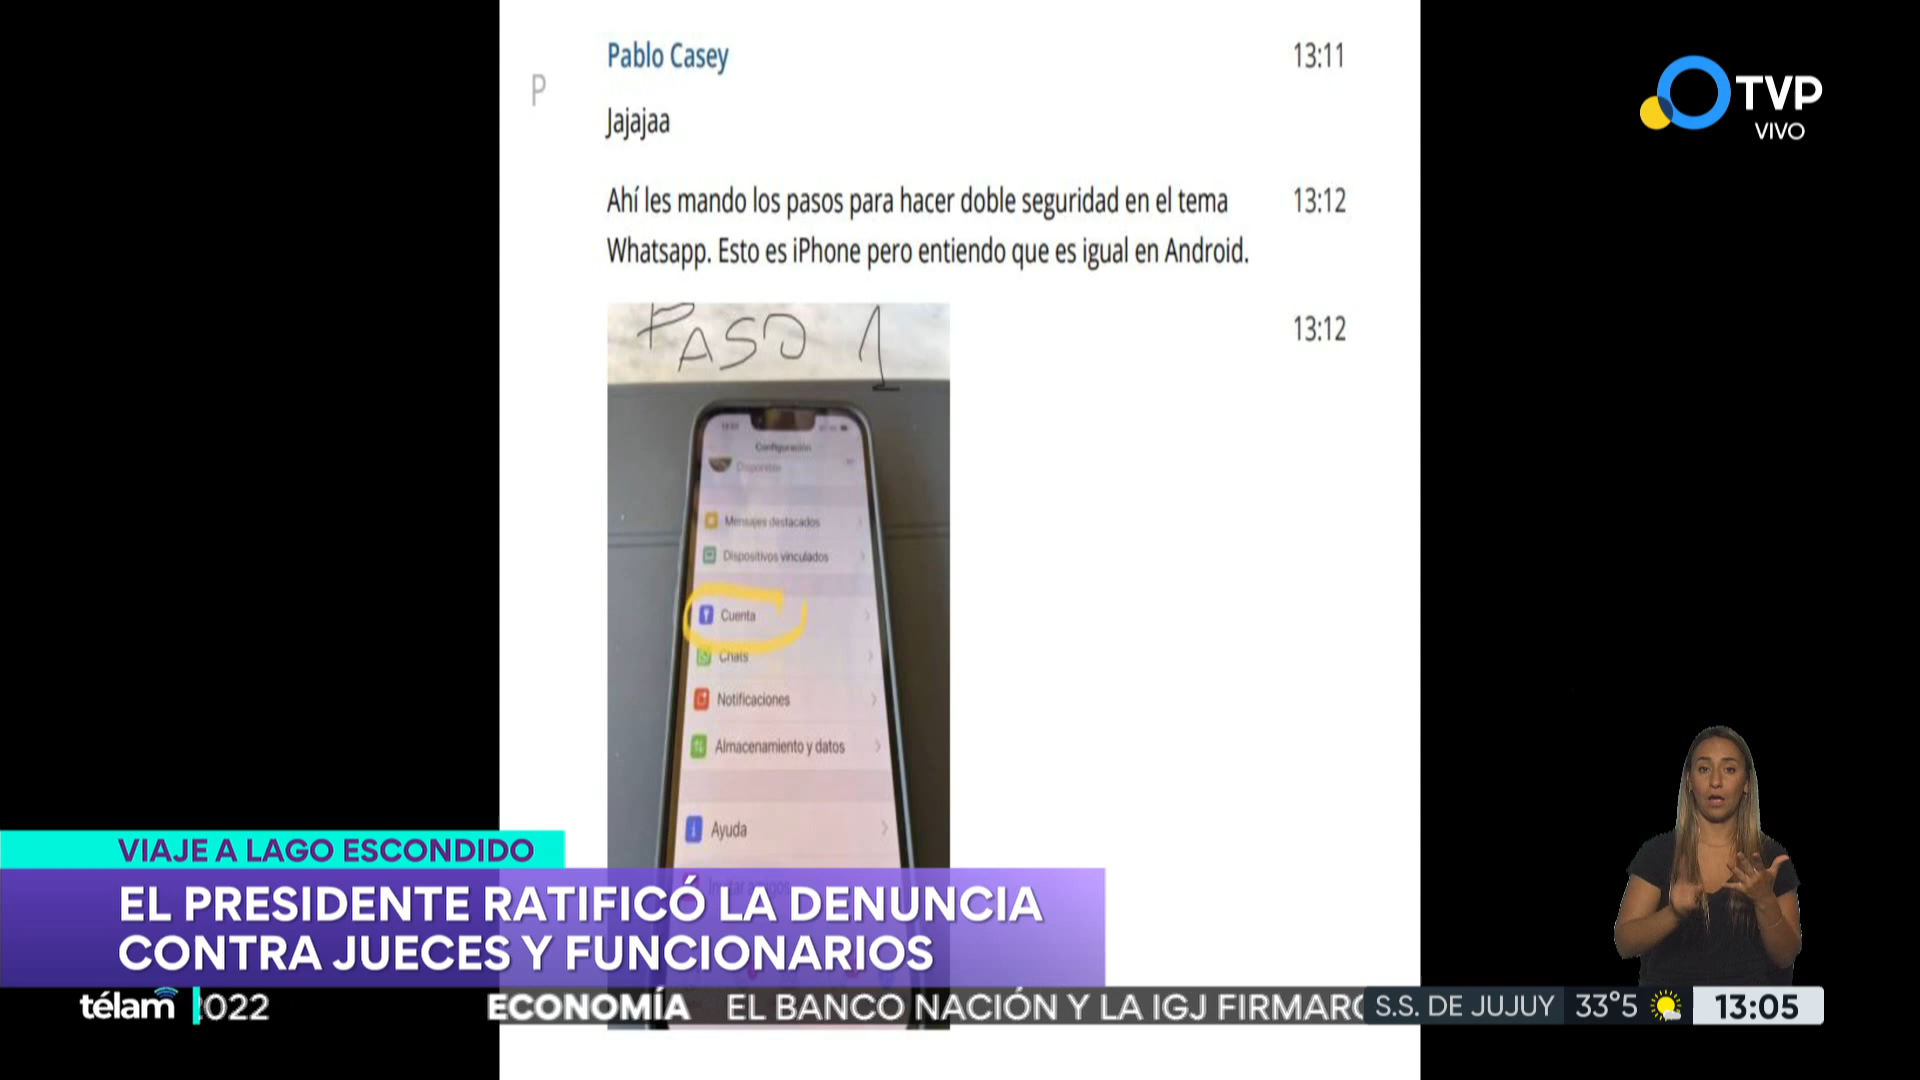 Pablo Casey
13:11
P
Jajajaa
Ahí les mando los pasos para hacer doble seguridad en el tema
13:12
Whatsapp. Esto es iPhone pero entiendo que es igual en Android.
13:12
PASO 1
Configuración
Disponible
Mensajes destacados
Dispositivos vinculados
Cuenta
Chats
Notificaciones
Almacenamiento y datos
Ayuda
TVP
VIVO
VIAJE A LAGO ESCONDIDO
EL PRESIDENTE RATIFICÓ LA DENUNCIA
CONTRA JUECES Y FUNCIONARIOS
télam 2022 ECONOMÍA EL BANCO NACIÓN Y LA IGJ FIRMARO S.S. DE JUJUY 33°5 13:05